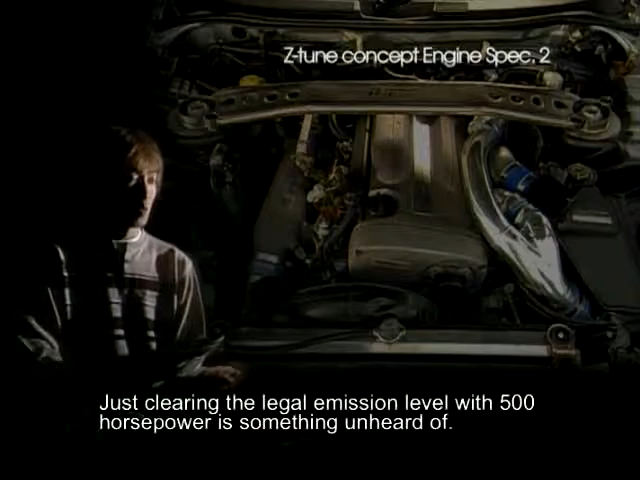 Z-tune concept Engine Spec. 2
Just clearing the legal emission level with 500
horsepower is something unheard of.